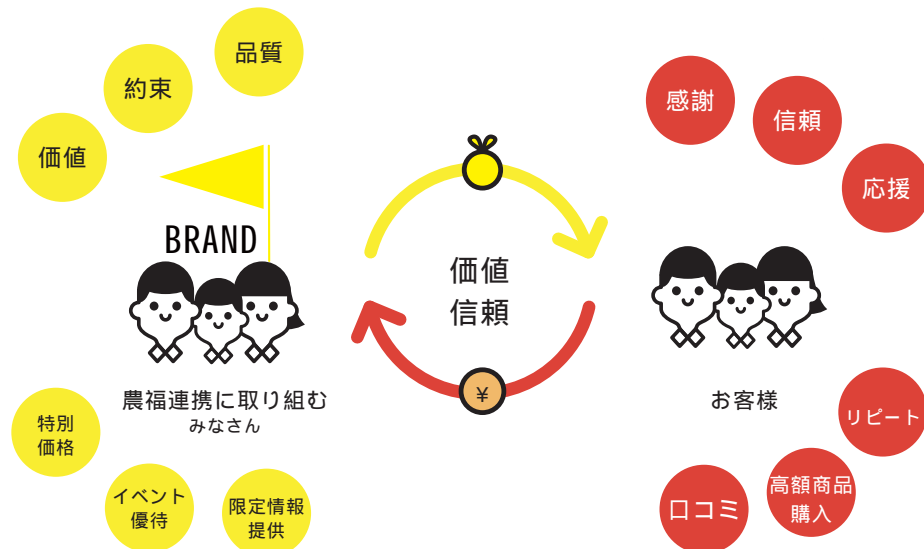 品質
約束
価値
BRAND
農福連携に取り組む
みなさん
特別
価格
イベント
優待
限定情報
提供
価値
信頼
¥
感謝
信頼
応援
お客様
リピート
高額商品
購入
口コミ